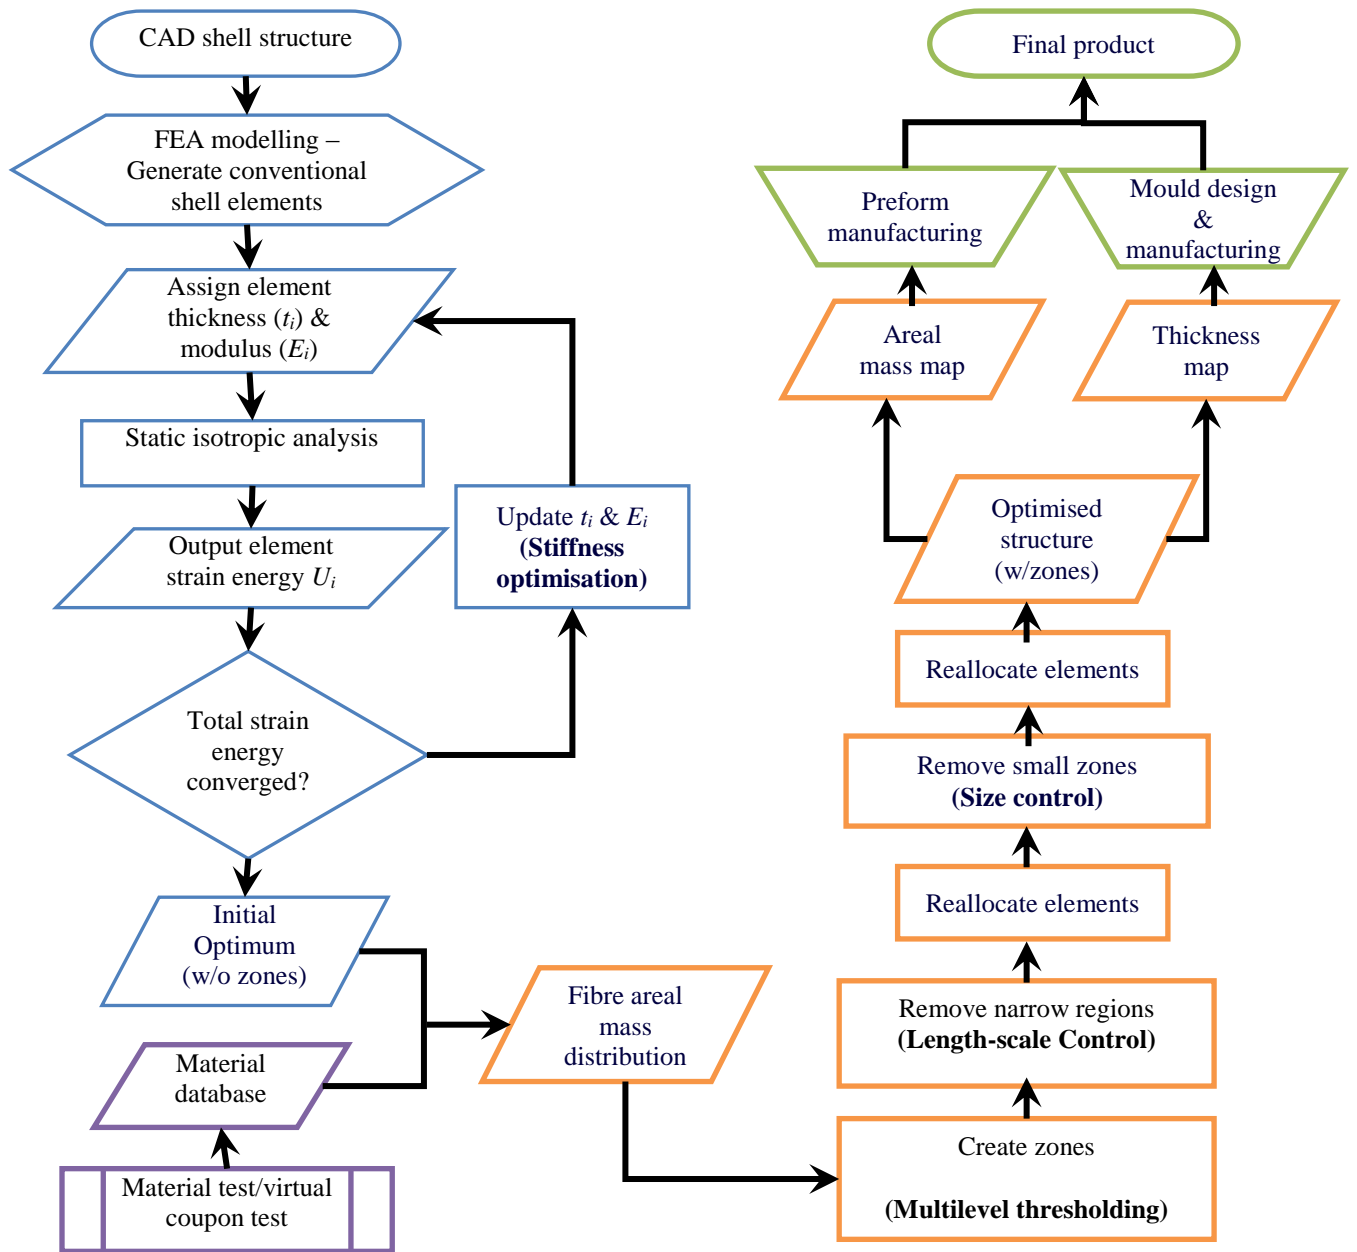 CAD shell structure
FEA modelling –
Generate conventional
shell elements
Assign element
thickness (ti) &
modulus (Ei)
Static isotropic analysis
Output element
strain energy Ui
Update ti & Ei
(Stiffness
optimisation)
Total strain
energy
converged?
Initial
Optimum
(w/o zones)
Material
database
Material test/virtual
coupon test
Fibre areal
mass
distribution
Create zones
(Multilevel thresholding)
Remove narrow regions
(Length-scale Control)
Reallocate elements
Remove small zones
(Size control)
Reallocate elements
Optimised
structure
(w/zones)
Areal
mass map
Thickness
map
Preform
manufacturing
Mould design
&
manufacturing
Final product